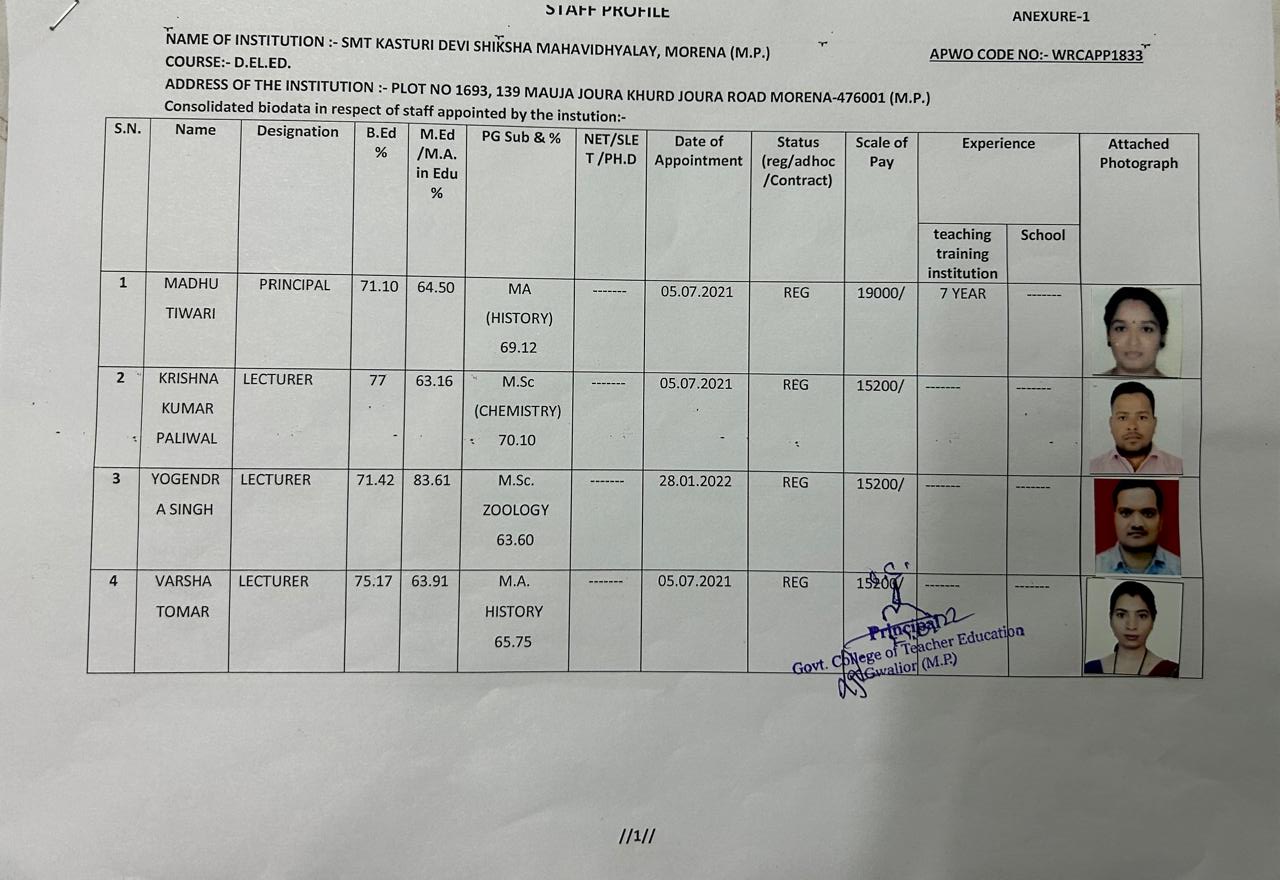 STAFF PROFILE
ANEXURE-1
NAME OF INSTITUTION :- SMT KASTURI DEVI SHIKSHA MAHAVIDHYALAY, MORENA (M.P.)
APWO CODE NO:- WRCAPP1833
COURSE:- D.EL.ED.
ADDRESS OF THE INSTITUTION :- PLOT NO 1693, 139 MAUJA JOURA KHURD JOURA ROAD MORENA-476001 (M.P.)
Consolidated biodata in respect of staff appointed by the instution:-
S.N. Name Designation B.Ed M.Ed PG Sub & % NET/SLE Date of Status Scale of Experience Attached
% /M.A. T /PH.D Appointment (reg/adhoc Pay Photograph
in Edu /Contract)
%
teaching School
training
institution
1 MADHU PRINCIPAL 71.10 64.50 MA ------- 05.07.2021 REG 19000/ 7 YEAR -------
TIWARI (HISTORY)
69.12
2 KRISHNA LECTURER 77 63.16 M.Sc ------- 05.07.2021 REG 15200/ ------- -------
KUMAR (CHEMISTRY)
PALIWAL 70.10
3 YOGENDR LECTURER 71.42 83.61 M.Sc. ------- 28.01.2022 REG 15200/ ------- -------
A SINGH ZOOLOGY
63.60
4 VARSHA LECTURER 75.17 63.91 M.A. ------- 05.07.2021 REG 15200/ ------- -------
TOMAR HISTORY
65.75
Principal
Govt. College of Teacher Education
Gwalior (M.P.)
//1//